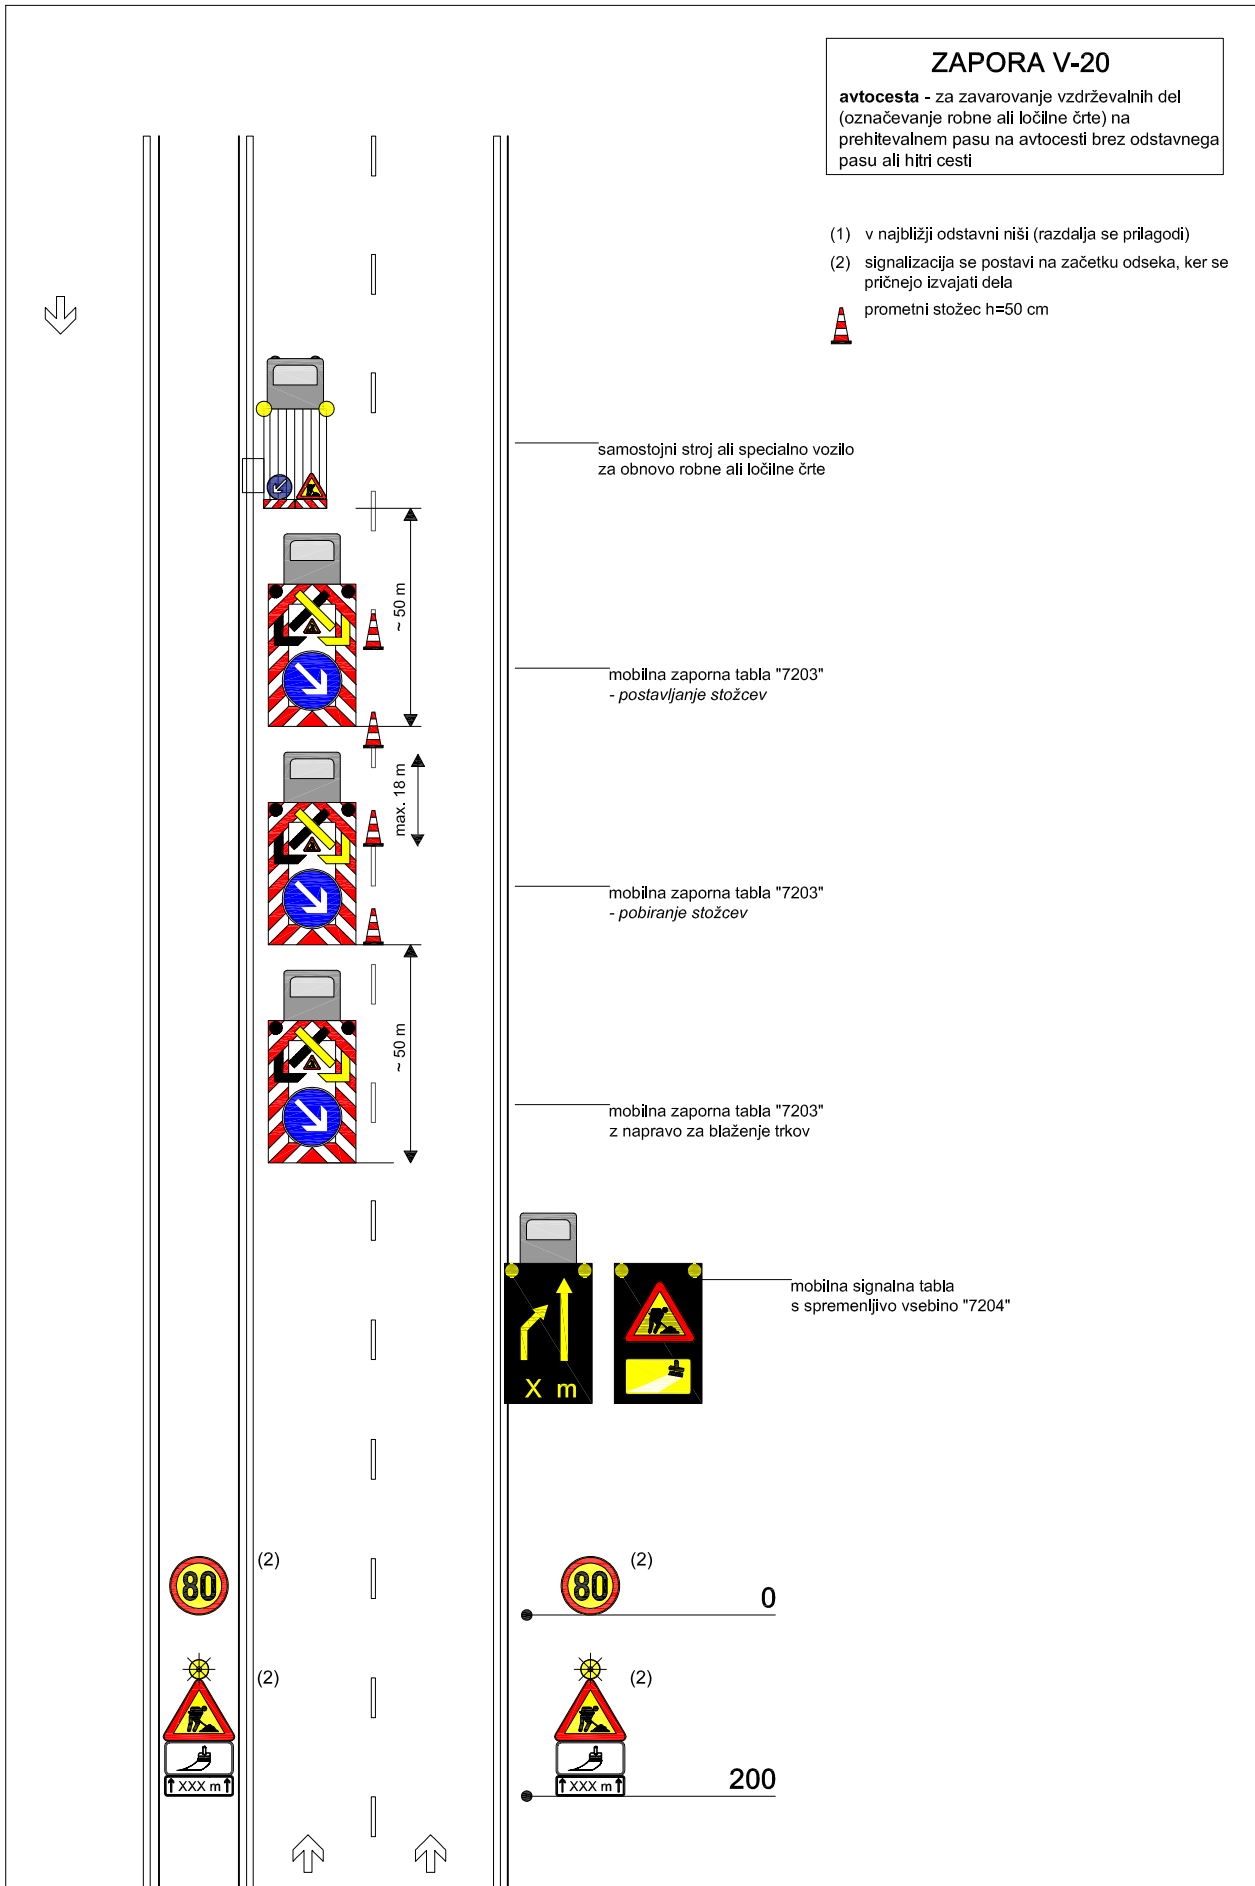 ZAPORA V-20
avtocesta - za zavarovanje vzdrževalnih del
(označevanje robne ali ločilne črte) na
prehitevalnem pasu na avtocesti brez odstavnega
pasu ali hitri cesti
(1) v najbližji odstavni niši (razdalja se prilagodi)
(2) signalizacija se postavi na začetku odseka, ker se
pričnejo izvajati dela
prometni stožec h=50 cm
samostojni stroj ali specialno vozilo
za obnovo robne ali ločilne črte
~ 50 m
mobilna zaporna tabla "7203"
- postavljanje stožcev
max. 18 m
mobilna zaporna tabla "7203"
- pobiranje stožcev
~ 50 m
mobilna zaporna tabla "7203"
z napravo za blaženje trkov
mobilna signalna tabla
s spremenljivo vsebino "7204"
X m
80 (2)
80 (2)
0
(2)
(2)
XXX m
XXX m
200